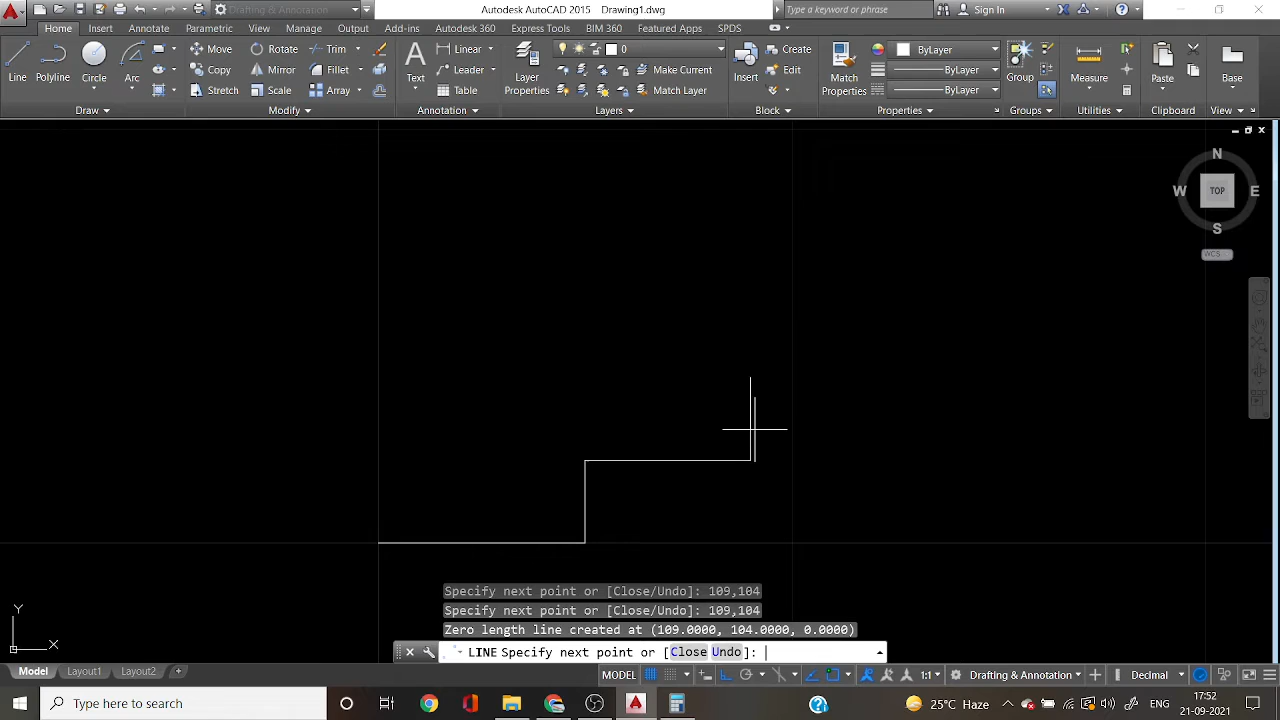 Autodesk AutoCAD 2015 Drawing1.dwg
Drafting & Annotation
Type a keyword or phrase
Sign In
Home Insert Annotate Parametric View Manage Output Add-ins Autodesk 360 Express Tools BIM 360 Featured Apps SPDS
Line Polyline Circle Arc
Move Rotate Trim
Copy Mirror Fillet
Stretch Scale Array
Text Linear
Leader
Table
Layer Properties
0
Make Current
Match Layer
Insert
Create
Edit
Match Properties
ByLayer
ByLayer
ByLayer
Group
Measure
Paste
Base
Draw Modify Annotation Layers Block Properties Groups Utilities Clipboard View
N
W TOP E
S
WCS
Specify next point or [Close/Undo]: 109,104
Specify next point or [Close/Undo]: 109,104
Zero length line created at (109.0000, 104.0000, 0.0000)
LINE Specify next point or [Close Undo]:
Y
X
Model Layout1 Layout2 +
MODEL 1:1 Drafting & Annotation Decimal
Type here to search
25°C Haze
ENG
17:52
21-09-2021